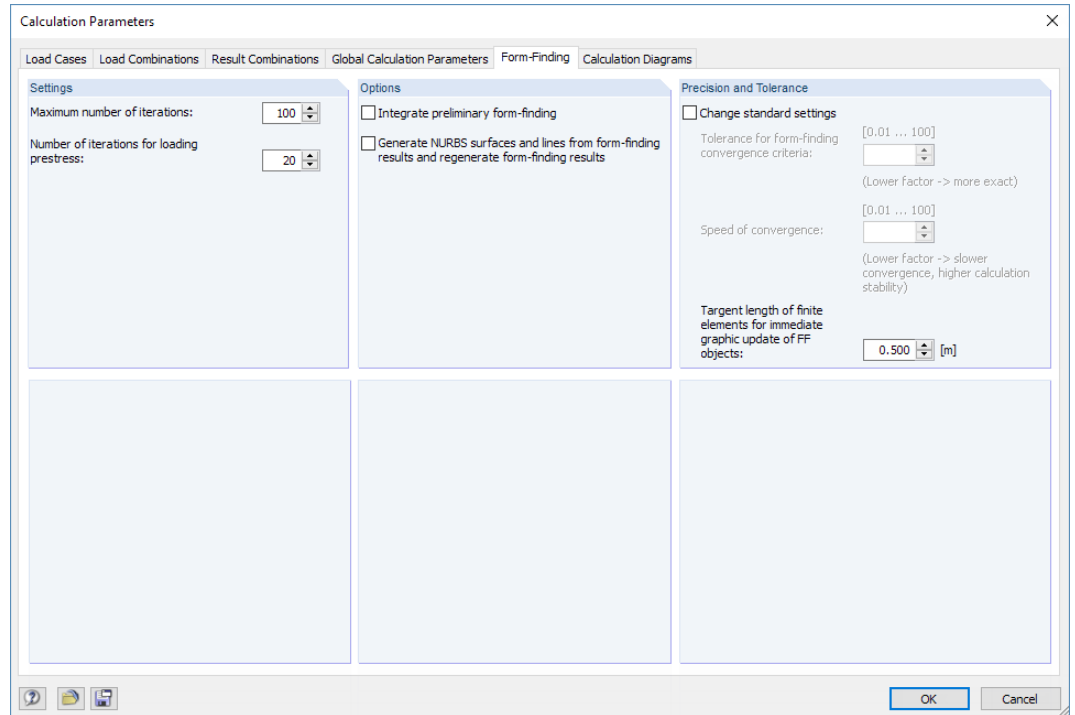 Calculation Parameters
Load Cases Load Combinations Result Combinations Global Calculation Parameters Form-Finding Calculation Diagrams
Settings
Maximum number of iterations: 100
Number of iterations for loading
prestress: 20
Options
Integrate preliminary form-finding
Generate NURBS surfaces and lines from form-finding
results and regenerate form-finding results
Precision and Tolerance
Change standard settings
Tolerance for form-finding
convergence criteria:
[0.01 ... 100]
(Lower factor -> more exact)
[0.01 ... 100]
Speed of convergence:
(Lower factor -> slower
convergence, higher calculation
stability)
Targent length of finite
elements for immediate
graphic update of FF
objects: 0.500 [m]
OK Cancel